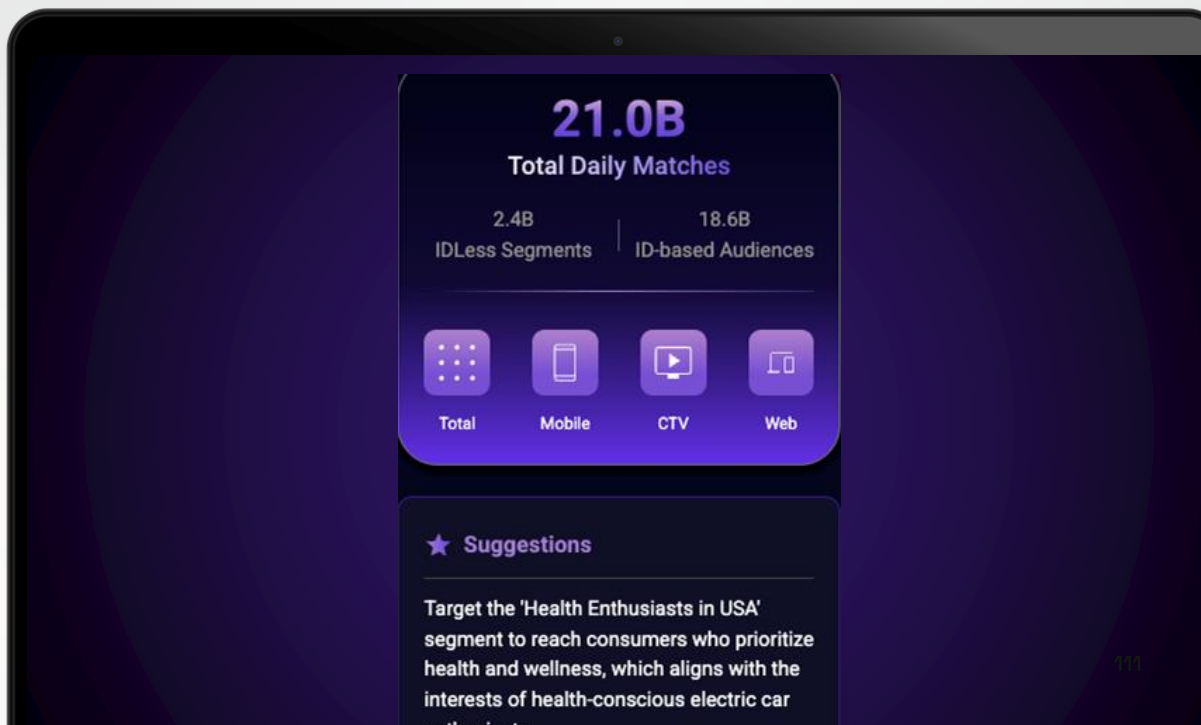 21.0B
Total Daily Matches
2.4B
IDLess Segments
18.6B
ID-based Audiences
Total
Mobile
CTV
Web
Suggestions
Target the 'Health Enthusiasts in USA'
segment to reach consumers who prioritize
health and wellness, which aligns with the
interests of health-conscious electric car
111